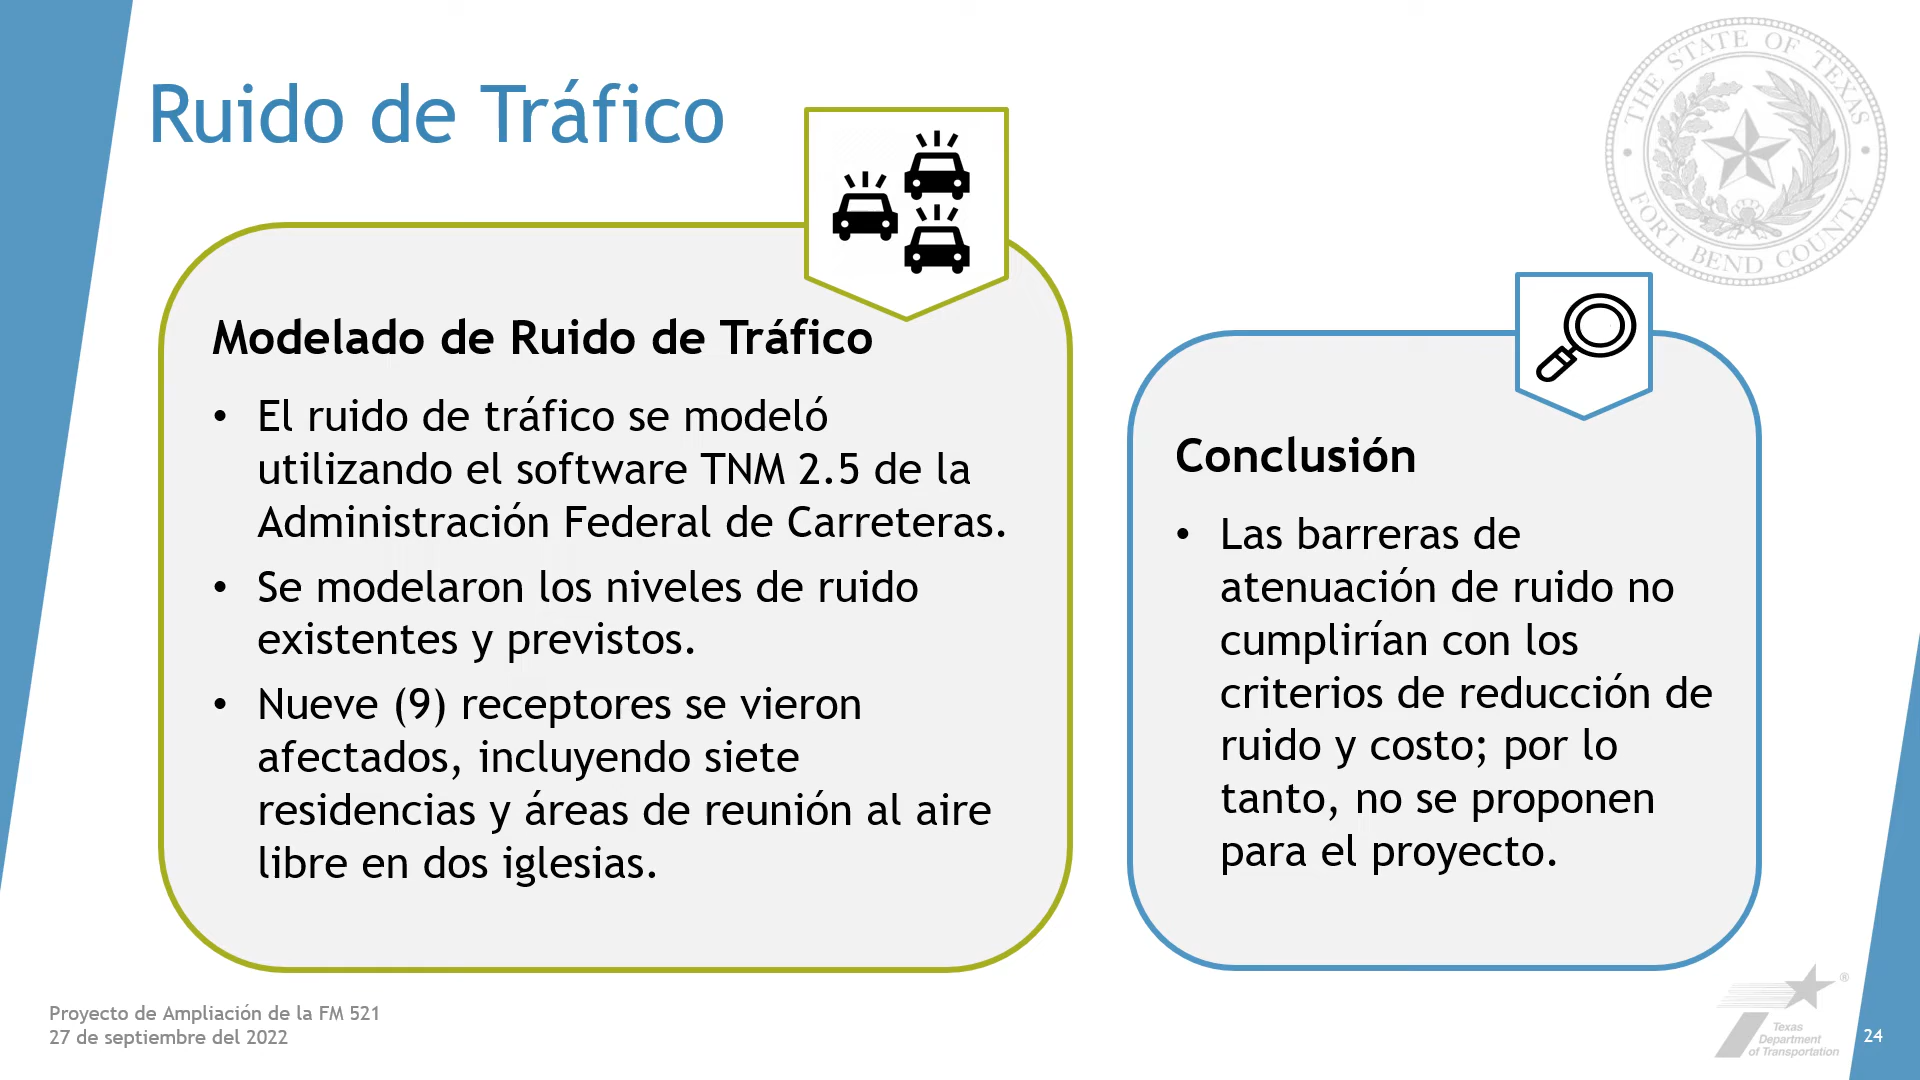 Ruido de Tráfico
THE STATE OF TEXAS
FORT BEND COUNTY
Modelado de Ruido de Tráfico
• El ruido de tráfico se modeló
utilizando el software TNM 2.5 de la
Administración Federal de Carreteras.
• Se modelaron los niveles de ruido
existentes y previstos.
• Nueve (9) receptores se vieron
afectados, incluyendo siete
residencias y áreas de reunión al aire
libre en dos iglesias.
Conclusión
• Las barreras de
atenuación de ruido no
cumplirían con los
criterios de reducción de
ruido y costo; por lo
tanto, no se proponen
para el proyecto.
Proyecto de Ampliación de la FM 521
27 de septiembre del 2022
®
Texas
Department
of Transportation
24